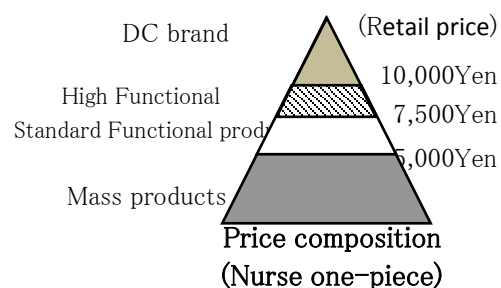 DC brand
(Retail price)
10,000Yen
High Functional
7,500Yen
Standard Functional
5,000Yen
Mass products
Price composition
(Nurse one-piece)